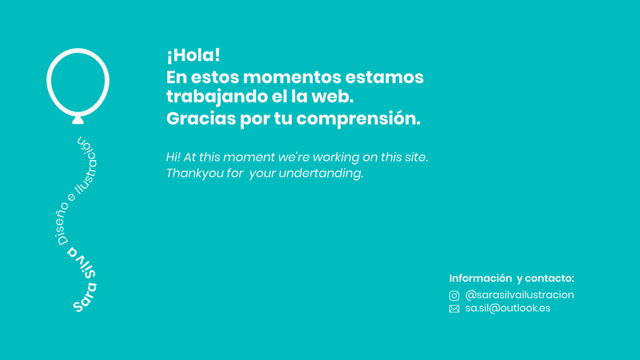 ¡Hola!
En estos momentos estamos
trabajando el la web.
Gracias por tu comprensión.
Hi! At this moment we're working on this site.
Thankyou for your undertanding.
Sara Silva Diseño e Ilustración
Información y contacto:
@sarasilvailustracion
sa.sil@outlook.es